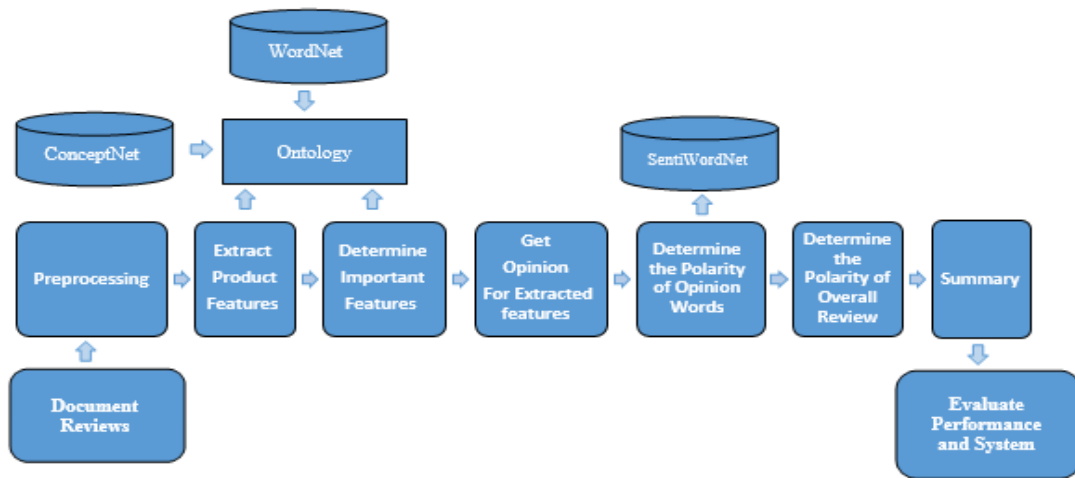 WordNet
ConceptNet
Ontology
SentiWordNet
Preprocessing
Extract
Product
Features
Determine
Important
Features
Get
Opinion
For Extracted
features
Determine
the Polarity
of Opinion
Words
Determine
the
Polarity of
Overall
Review
Summary
Document
Reviews
Evaluate
Performance
and System